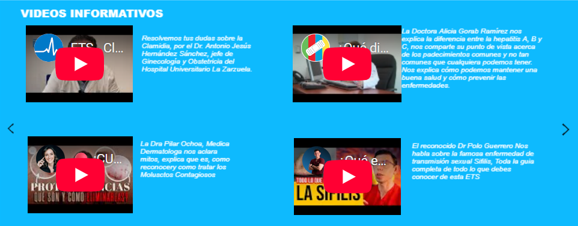 VIDEOS INFORMATIVOS
ETS
Cl
Resolvemos tus dudas sobre la
Clamidia, por el Dr. Antonio Jesús
Hernández Sánchez, jefe de
Ginecología y Obstetricia del
Hospital Universitario La Zarzuela.
¿Qué di
La Doctora Alicia Gorab Ramírez nos
explica la diferencia entre la hepatitis A, B y
C, nos comparte su punto de vista acerca
de los padecimientos comunes y no tan
comunes que cualquiera podemos tener.
Nos explica cómo podemos mantener una
buena salud y cómo prevenir las
enfermedades.
CU
QUE SON Y COMO ELIMINARLAS
La Dra Pilar Ochoa, Medica
Dermatologa nos aclara
mitos, explica que es, como
reconocery como tratar los
Moluscos Contagiosos
¿Qué e
TODO LO QUE
LA SIFILIS
El reconocido Dr Polo Guerrero Nos
habla sobre la famosa enfermedad de
transmisión sexual Sífilis, Toda la guía
completa de todo lo que debes
conocer de esta ETS